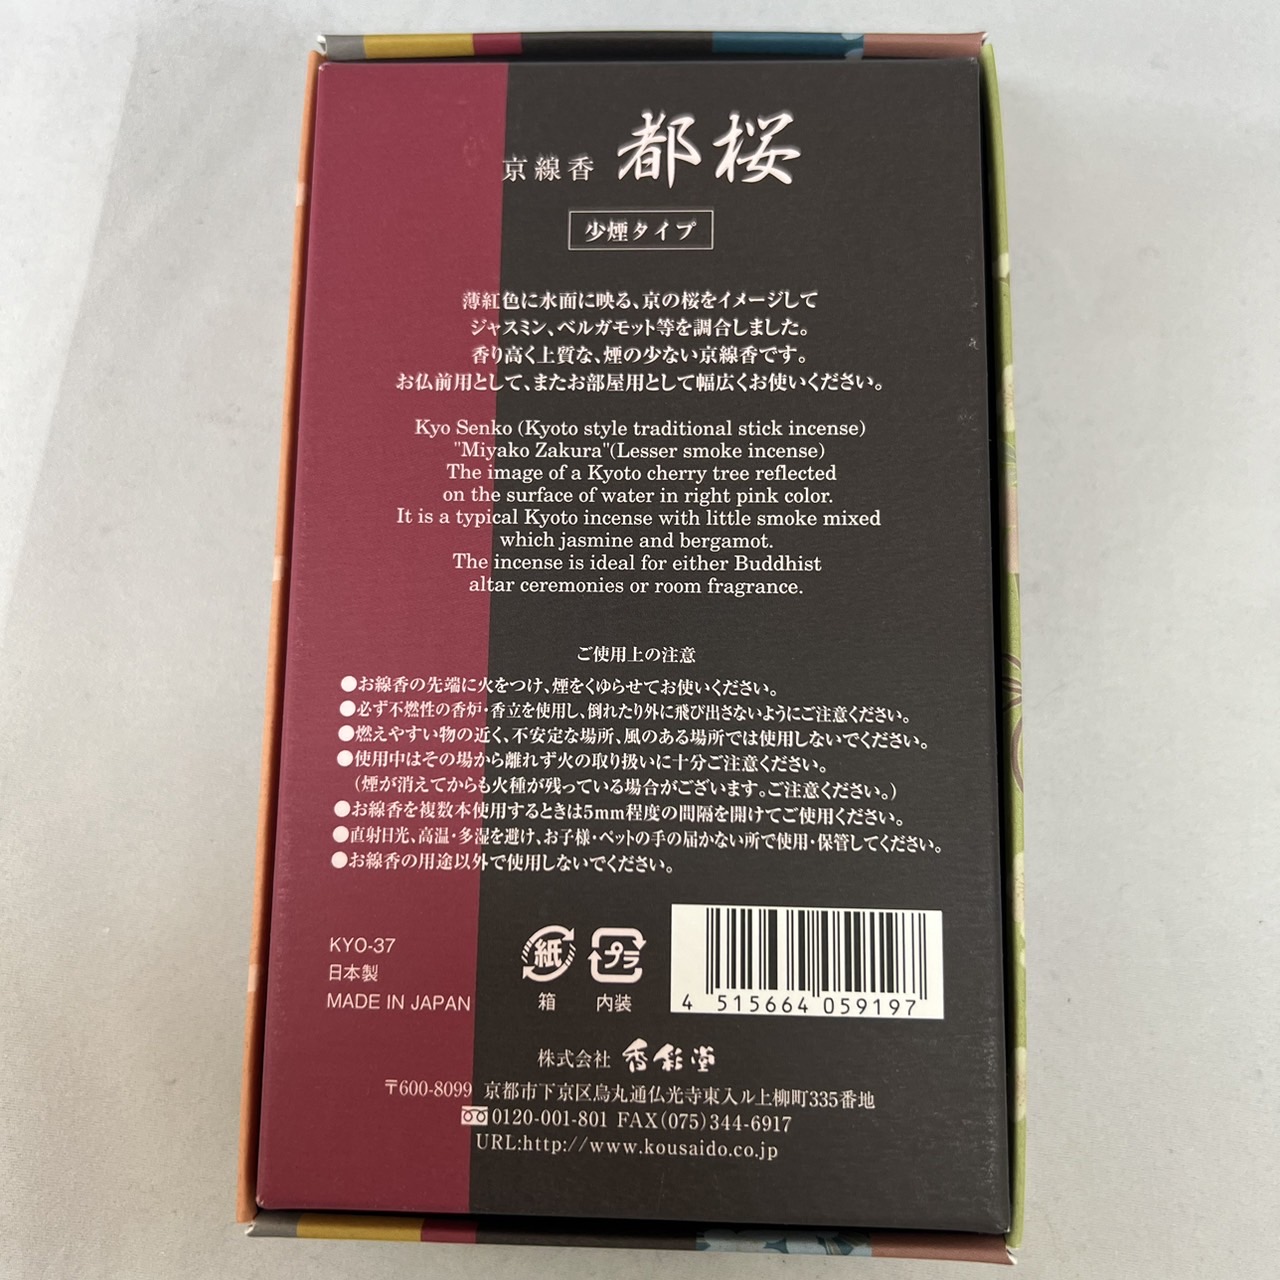 京線香 都桜
少煙タイプ
薄紅色に水面に映る、京の桜をイメージして
ジャスミン、ベルガモット等を調合しました。
香り高く上質な、煙の少ない京線香です。
お仏前用として、またお部屋用として幅広くお使いください。
Kyo Senko (Kyoto style traditional stick incense)
"Miyako Zakura"(Lesser smoke incense)
The image of a Kyoto cherry tree reflected
on the surface of water in right pink color.
It is a typical Kyoto incense with little smoke mixed
which jasmine and bergamot.
The incense is ideal for either Buddhist
altar ceremonies or room fragrance.
ご使用上の注意
●お線香の先端に火をつけ、煙をくゆらせてお使いください。
●必ず不燃性の香炉・香立を使用し、倒れたり外に飛び出さないようにご注意ください。
●燃えやすい物の近く、不安定な場所、風のある場所では使用しないでください。
●使用中はその場から離れず火の取り扱いに十分ご注意ください。
(煙が消えてからも火種が残っている場合がございます。ご注意ください。)
●お線香を複数本使用するときは5mm程度の間隔を開けてご使用ください。
●直射日光、高温・多湿を避け、お子様・ペットの手の届かない所で使用・保管してください。
●お線香の用途以外で使用しないでください。
KYO-37
日本製
MADE IN JAPAN
紙
箱
プラ
内装
4 515664 059197
株式会社 香彩堂
〒600-8099 京都市下京区烏丸通仏光寺東入ル上柳町335番地
0120-001-801 FAX(075)344-6917
URL:http://www.kousaido.co.jp